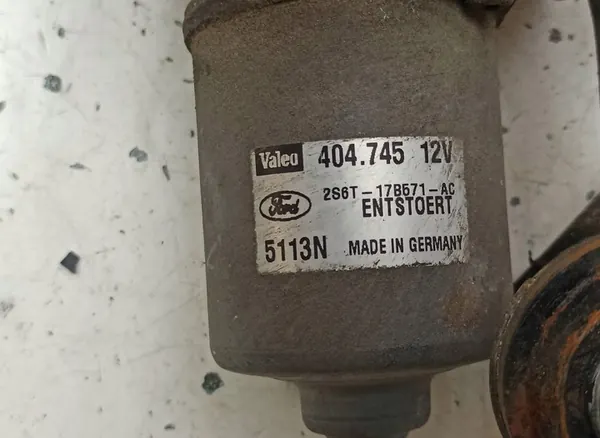 Valeo 404.745 12V
Ford 2S6T-17B571-AC
ENTSTOERT
5113N MADE IN GERMANY